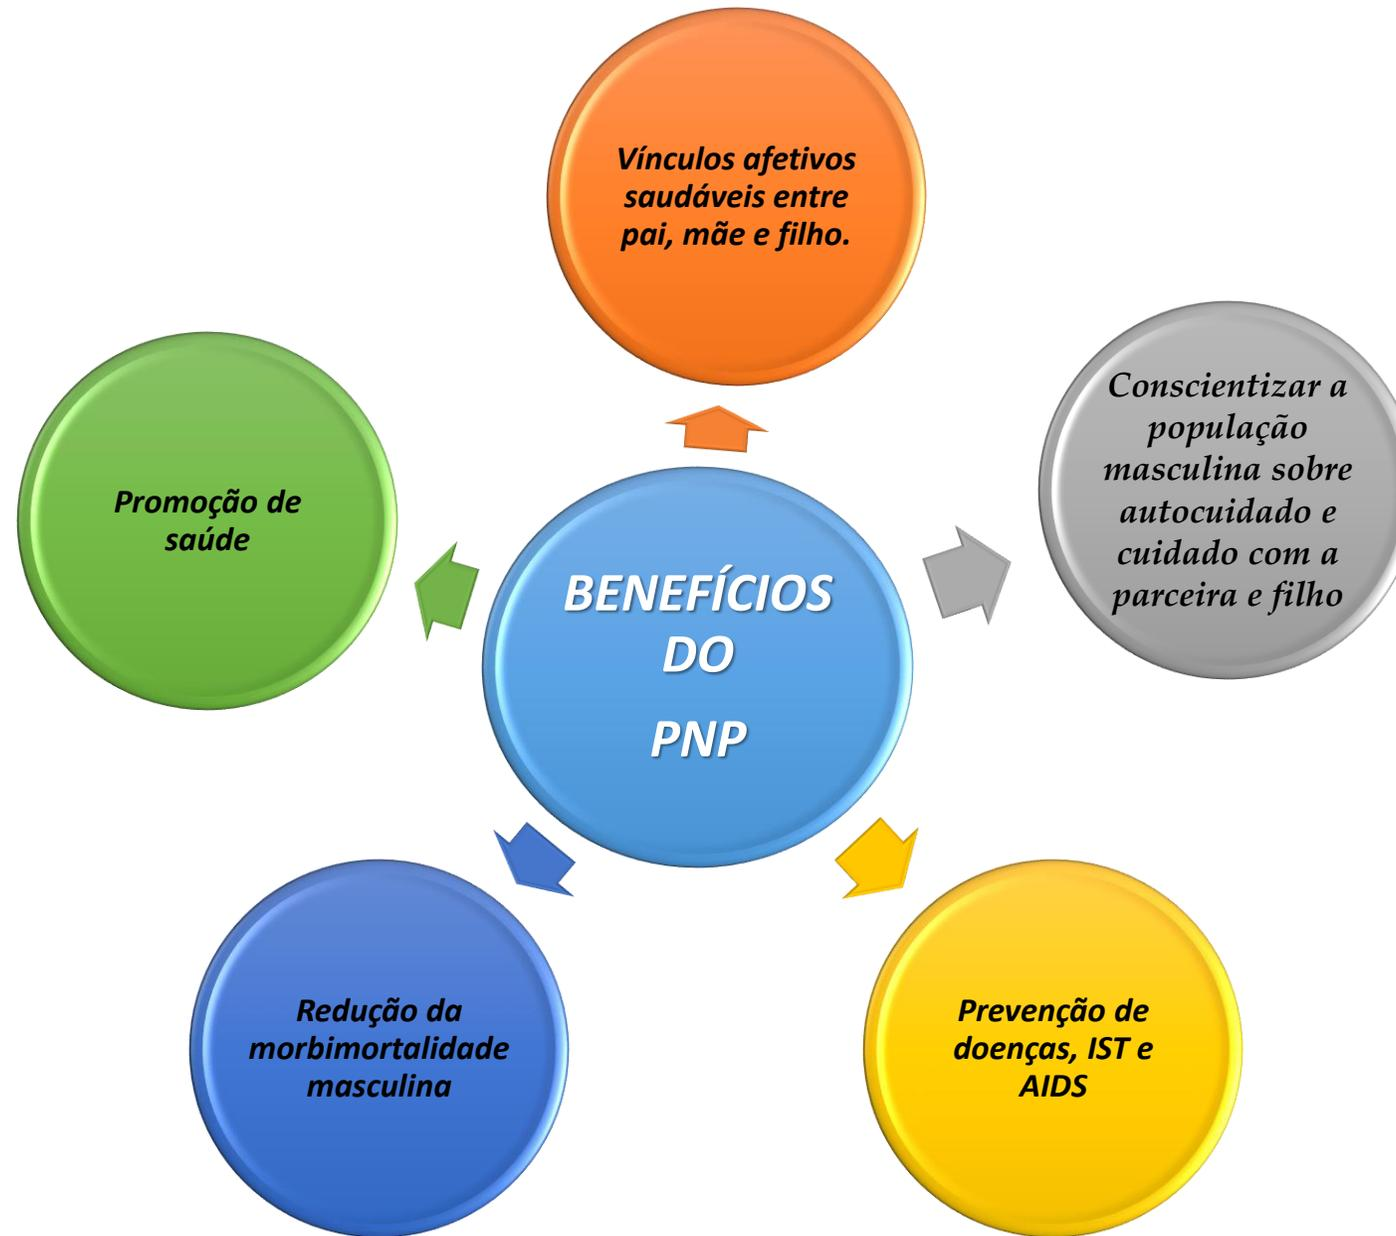 Vínculos afetivos
saudáveis entre
pai, mãe e filho.
Conscientizar a
população
masculina sobre
autocuidado e
cuidado com a
parceira e filho
Promoção de
saúde
BENEFÍCIOS
DO
PNP
Redução da
morbimortalidade
masculina
Prevenção de
doenças, IST e
AIDS